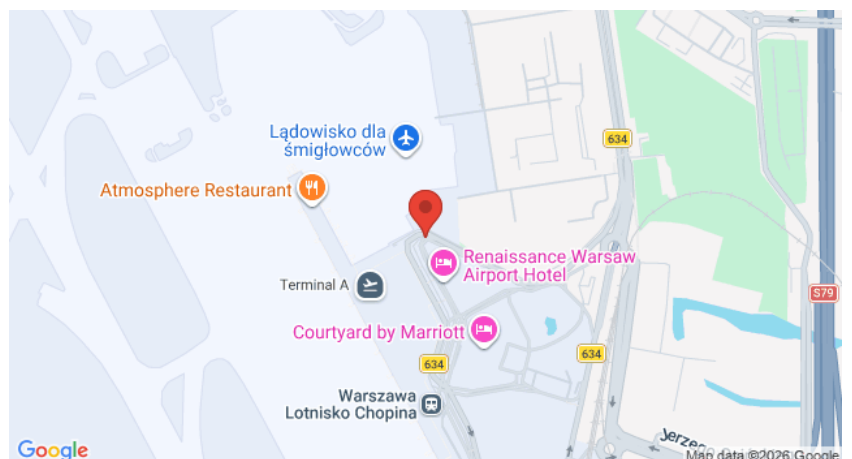 634
Lądowisko dla
śmigłowców
Atmosphere Restaurant
Renaissance Warsaw
Airport Hotel
Terminal A
S79
Courtyard by Marriott
634
634
Warszawa
Lotnisko Chopina
Google
Map data ©2026 Google